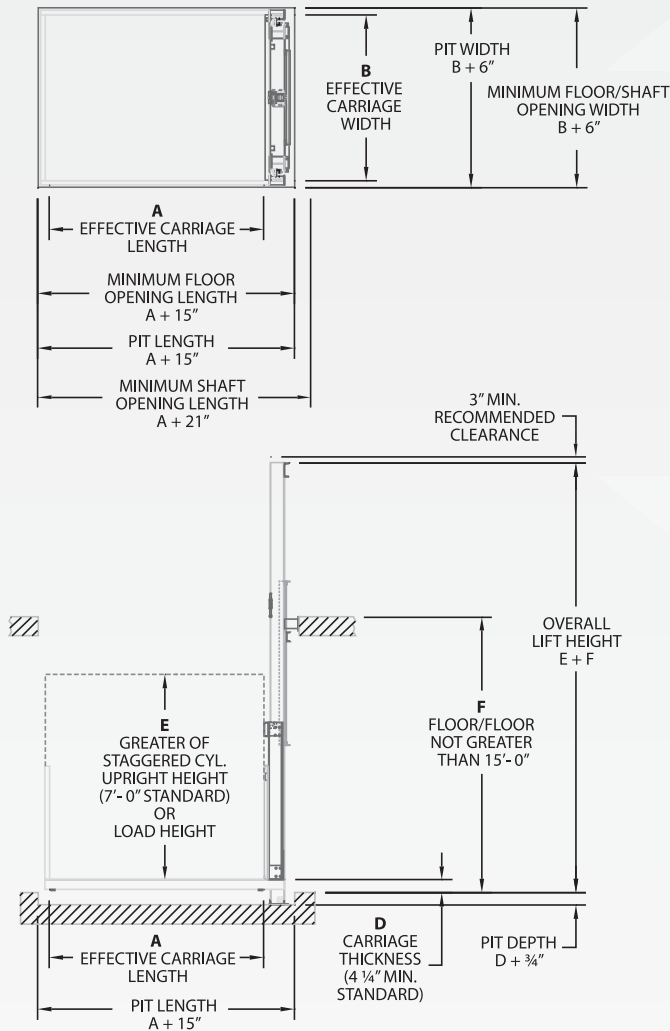 B
EFFECTIVE
CARRIAGE
WIDTH
PIT WIDTH
B + 6”
MINIMUM FLOOR/SHAFT
OPENING WIDTH
B + 6”
A
EFFECTIVE CARRIAGE
LENGTH
MINIMUM FLOOR
OPENING LENGTH
A + 15”
PIT LENGTH
A + 15”
MINIMUM SHAFT
OPENING LENGTH
A + 21”
3” MIN.
RECOMMENDED
CLEARANCE
OVERALL
LIFT HEIGHT
E + F
F
FLOOR/FLOOR
NOT GREATER
THAN 15’- 0”
E
GREATER OF
STAGGERED CYL.
UPRIGHT HEIGHT
(7’- 0” STANDARD)
OR
LOAD HEIGHT
A
EFFECTIVE CARRIAGE
LENGTH
PIT LENGTH
A + 15”
D
CARRIAGE
THICKNESS
(4 ¼” MIN.
STANDARD)
PIT DEPTH
D + ¾”